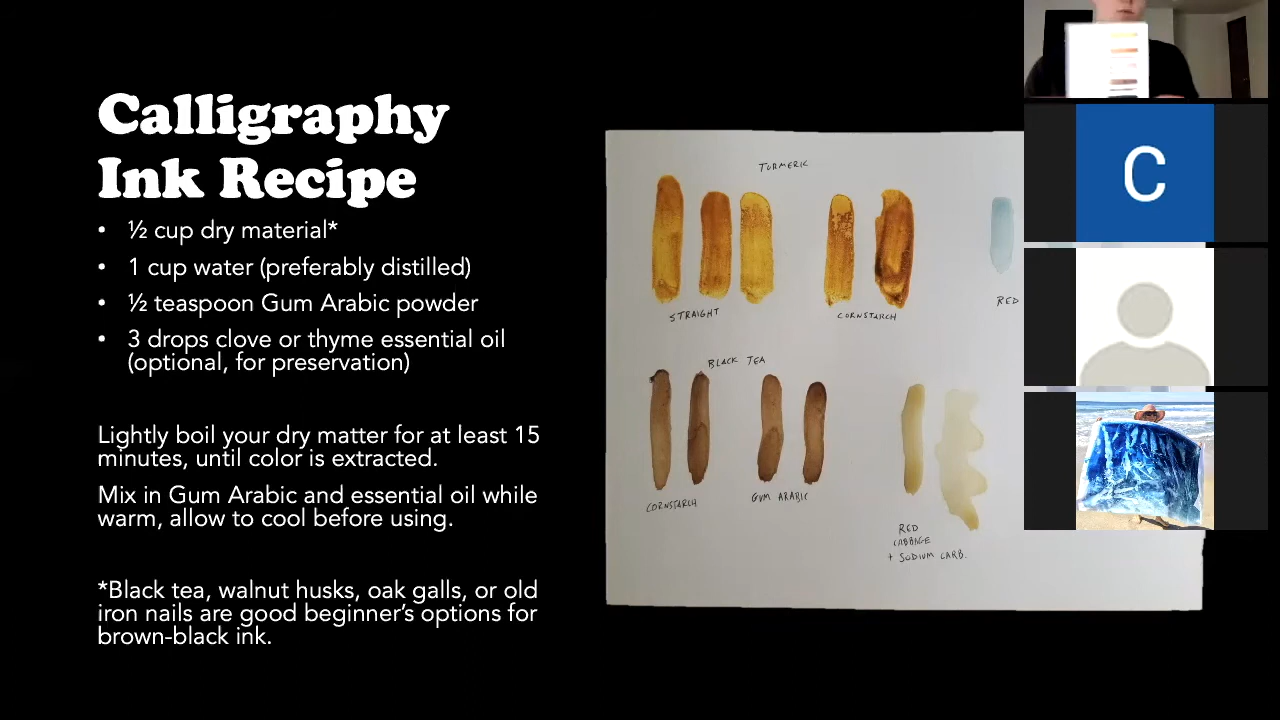 Calligraphy
Ink Recipe
• ½ cup dry material*
• 1 cup water (preferably distilled)
• ½ teaspoon Gum Arabic powder
• 3 drops clove or thyme essential oil
(optional, for preservation)
Lightly boil your dry matter for at least 15
minutes, until color is extracted.
Mix in Gum Arabic and essential oil while
warm, allow to cool before using.
*Black tea, walnut husks, oak galls, or old
iron nails are good beginner's options for
brown-black ink.
TURMERIC
STRAIGHT
CORNSTARCH
RED
BLACK TEA
CORNSTARCH
GUM ARABIC
RED
CABBAGE
+ SODIUM CARB.
C